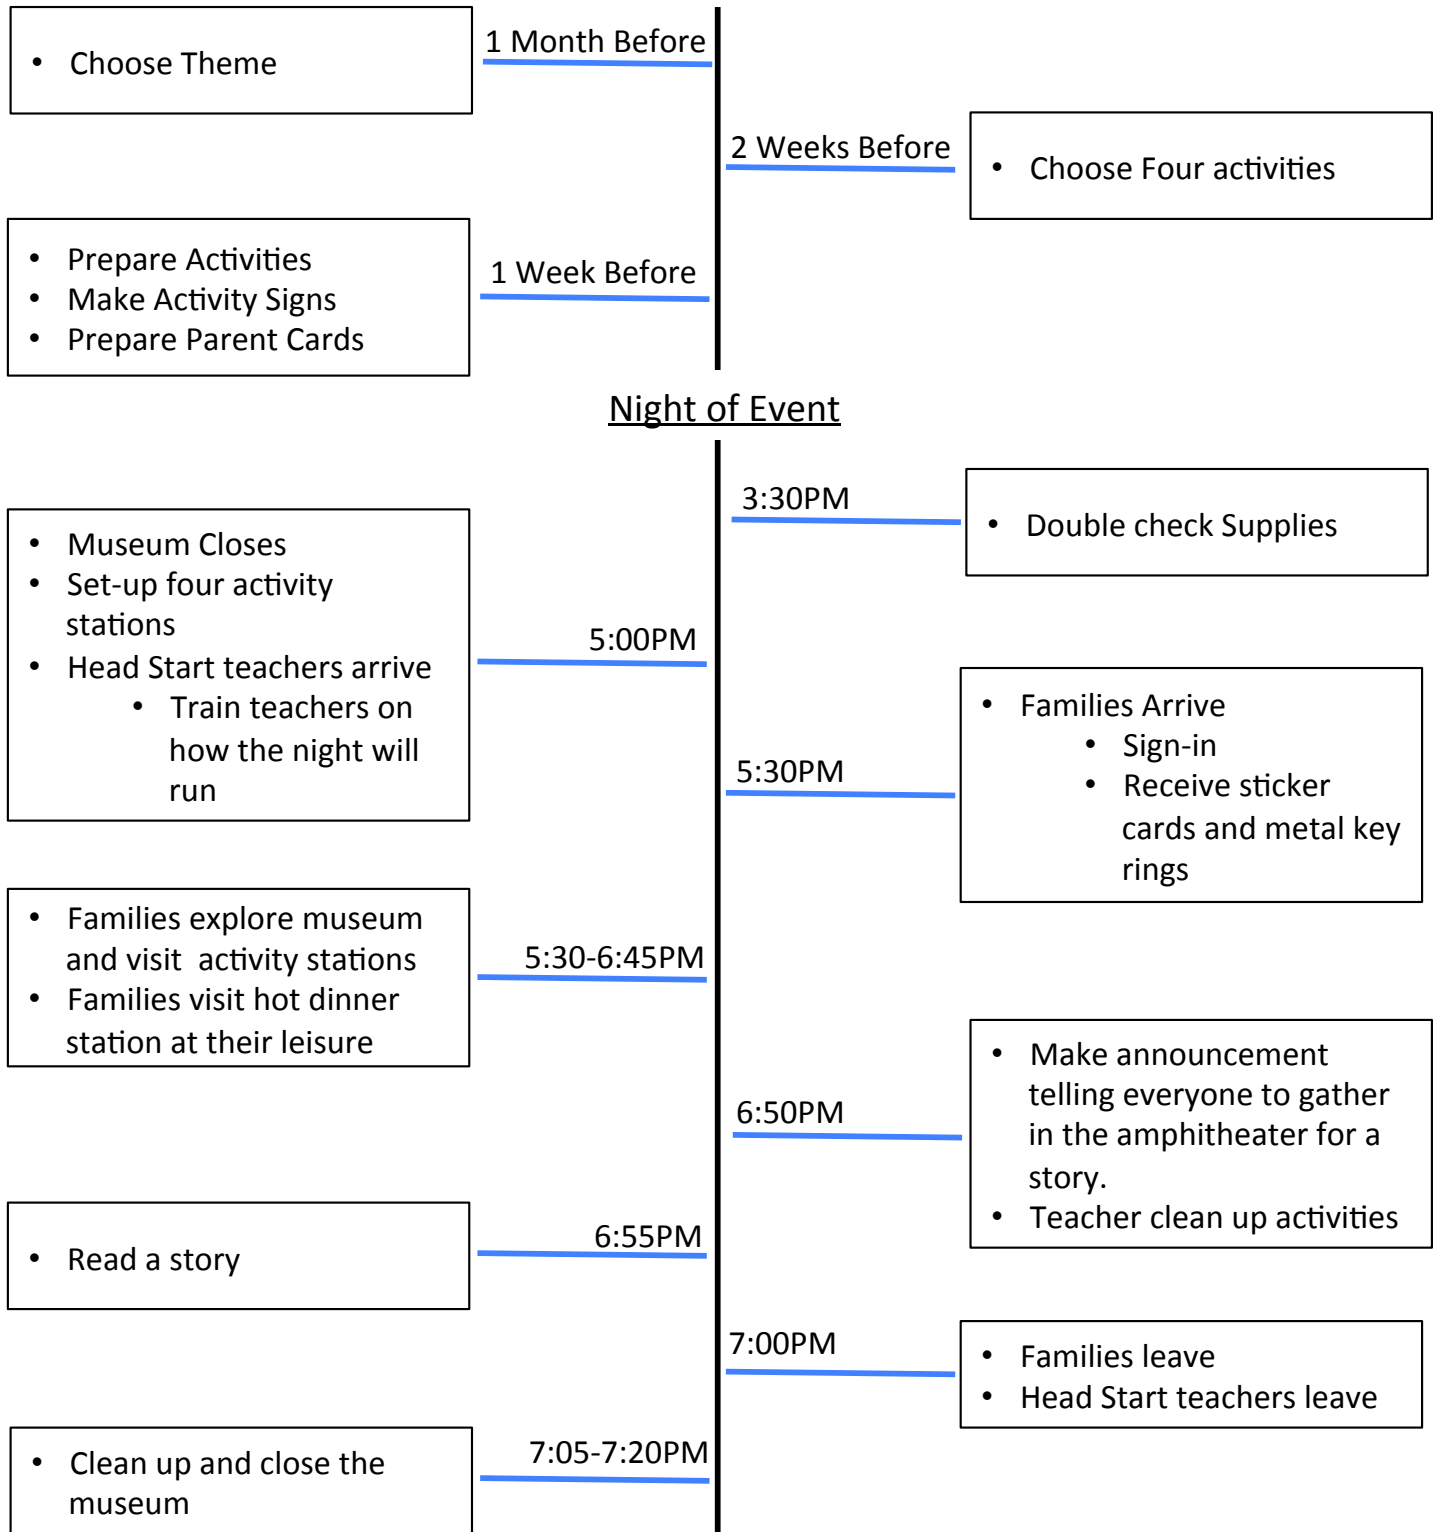 1 Month Before
• Choose Theme
2 Weeks Before
• Choose Four activities
1 Week Before
• Prepare Activities
• Make Activity Signs
• Prepare Parent Cards
Night of Event
3:30PM
• Double check Supplies
5:00PM
• Museum Closes
• Set-up four activity
stations
• Head Start teachers arrive
• Train teachers on
how the night will
run
5:30PM
• Families Arrive
• Sign-in
• Receive sticker
cards and metal key
rings
5:30-6:45PM
• Families explore museum
and visit  activity stations
• Families visit hot dinner
station at their leisure
6:50PM
• Make announcement
telling everyone to gather
in the amphitheater for a
story.
• Teacher clean up activities
6:55PM
• Read a story
7:00PM
• Families leave
• Head Start teachers leave
7:05-7:20PM
• Clean up and close the
museum